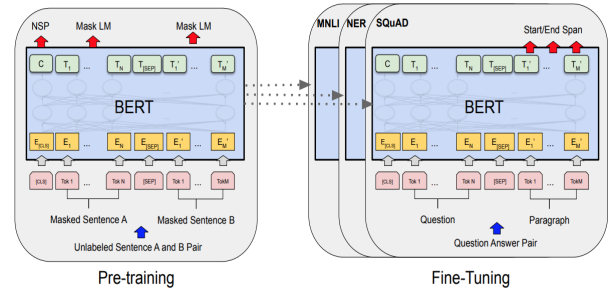 NSP Mask LM Mask LM
C T1 ... TN T[SEP] T1' ... TM'
BERT
E[CLS] E1 ... EN E[SEP] E1' ... EM'
[CLS] Tok 1 ... Tok N [SEP] Tok 1 ... TokM
Masked Sentence A Masked Sentence B
Unlabeled Sentence A and B Pair
Pre-training
MNLI NER SQuAD
Start/End Span
C T1 ... TN T[SEP] T1' ... TM'
BERT
E[CLS] E1 ... EN E[SEP] E1' ... EM'
[CLS] Tok 1 ... Tok N [SEP] Tok 1 ... TokM
Question Paragraph
Question Answer Pair
Fine-Tuning